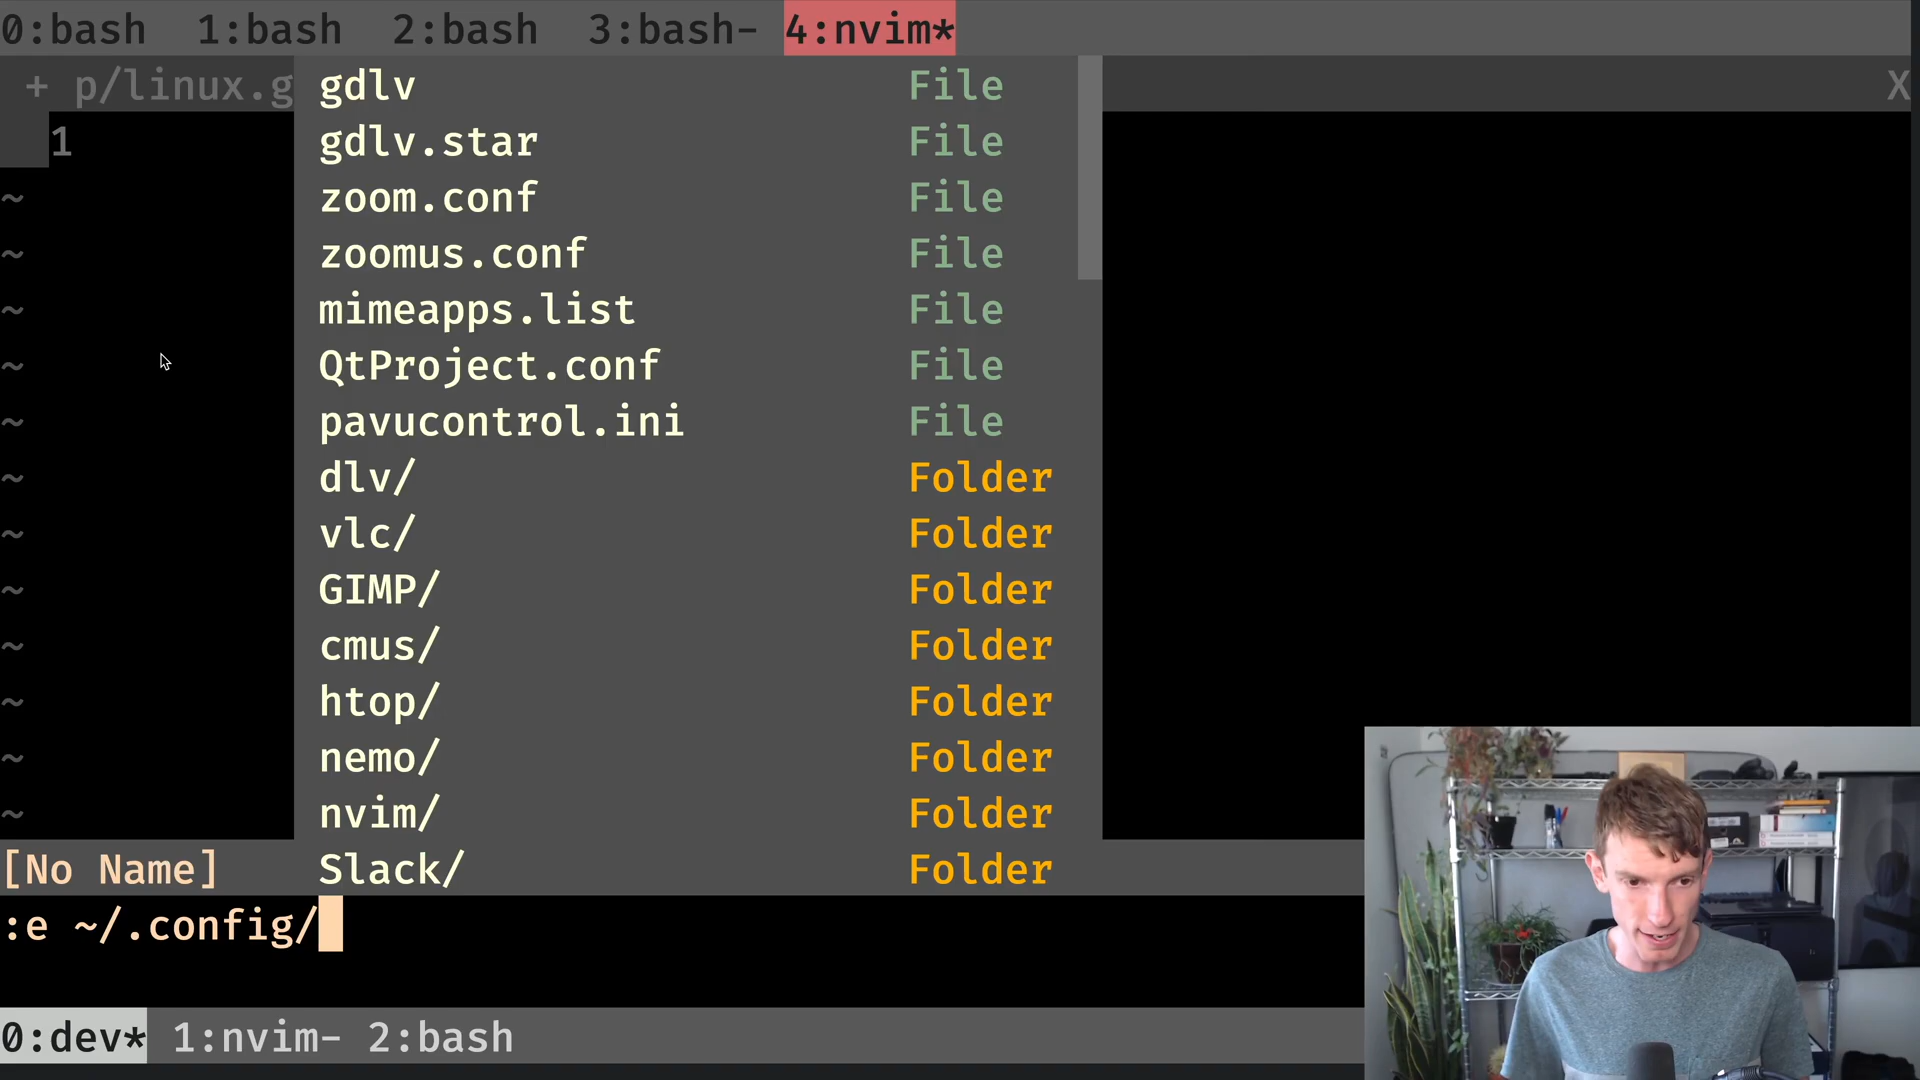 0:bash 1:bash 2:bash 3:bash- 4:nvim*
+ p/linux.g X
1
gdlv File
gdlv.star File
~ zoom.conf File
~ zoomus.conf File
~ mimeapps.list File
~ QtProject.conf File
~ pavucontrol.ini File
~ dlv/ Folder
~ vlc/ Folder
~ GIMP/ Folder
~ cmus/ Folder
~ htop/ Folder
~ nemo/ Folder
~ nvim/ Folder
[No Name] Slack/ Folder
:e ~/.config/
0:dev* 1:nvim- 2:bash